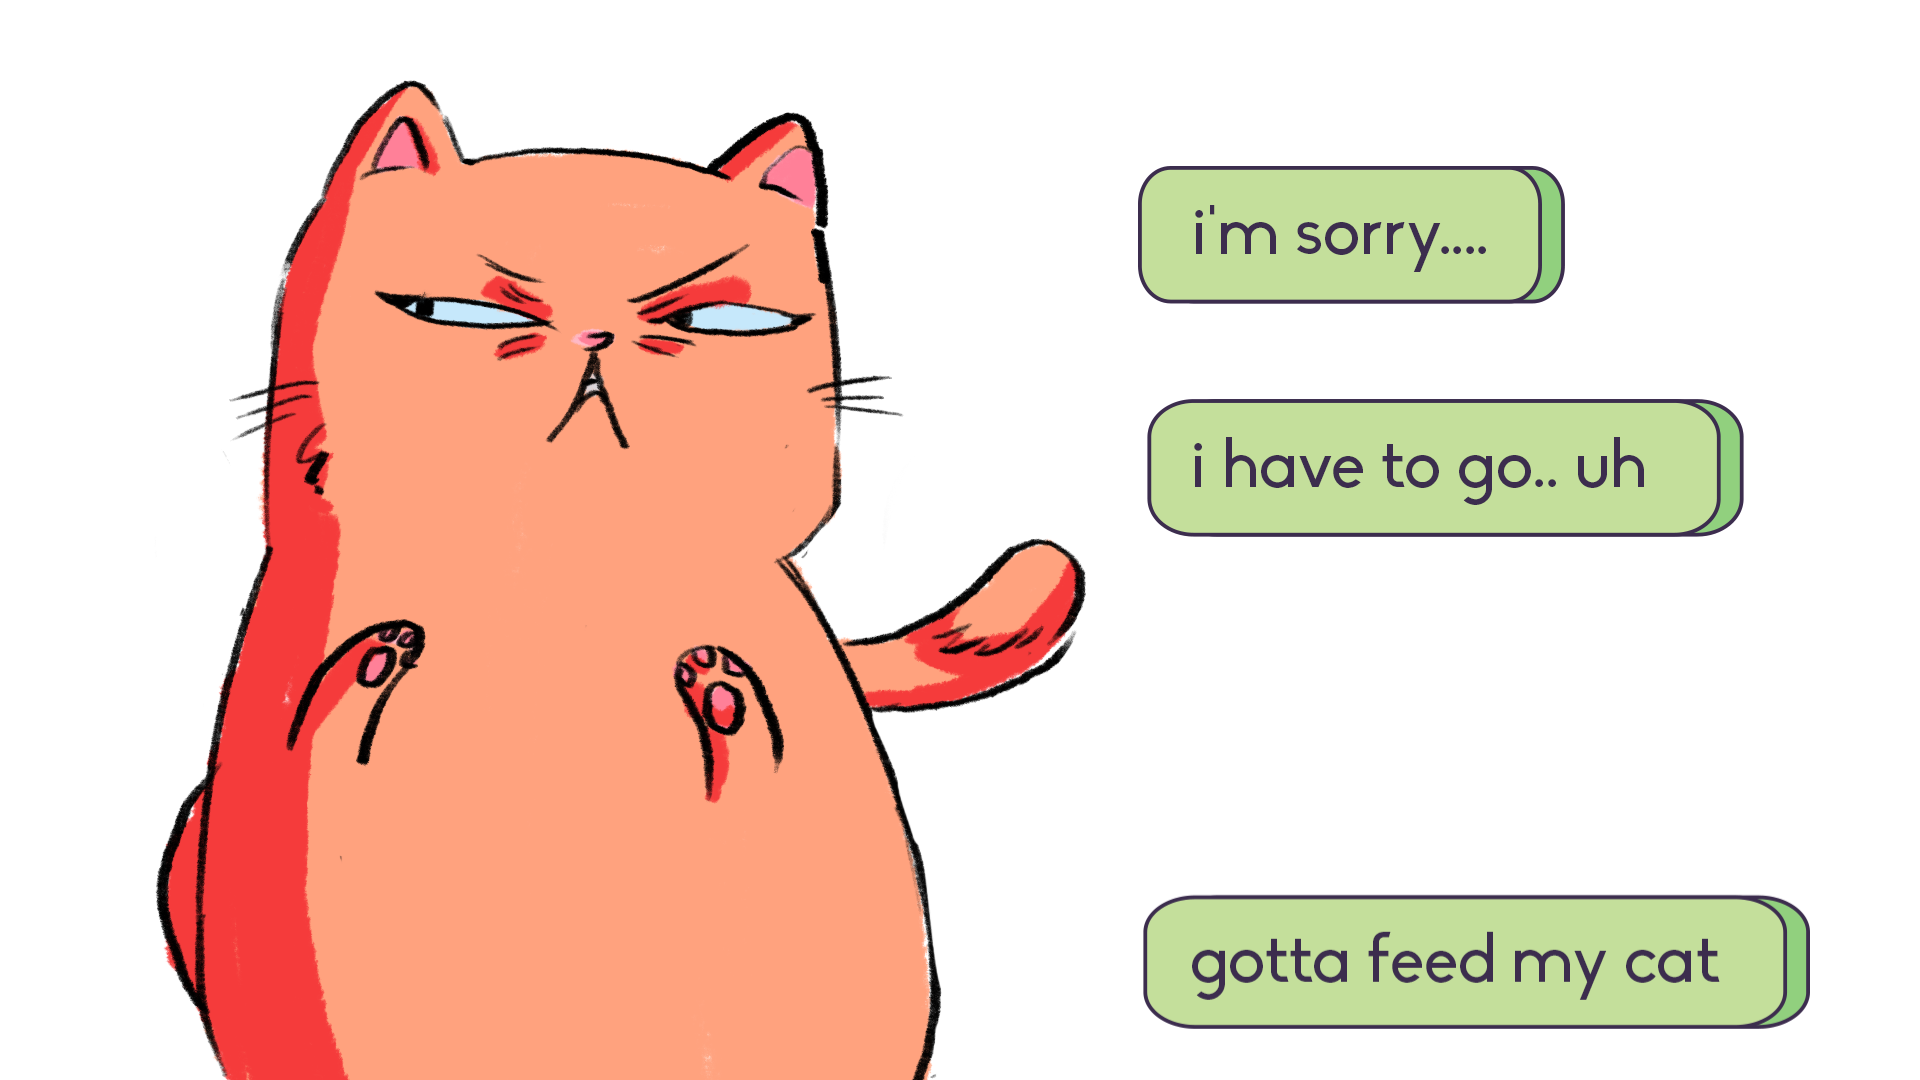 i'm sorry....
i have to go.. uh
gotta feed my cat